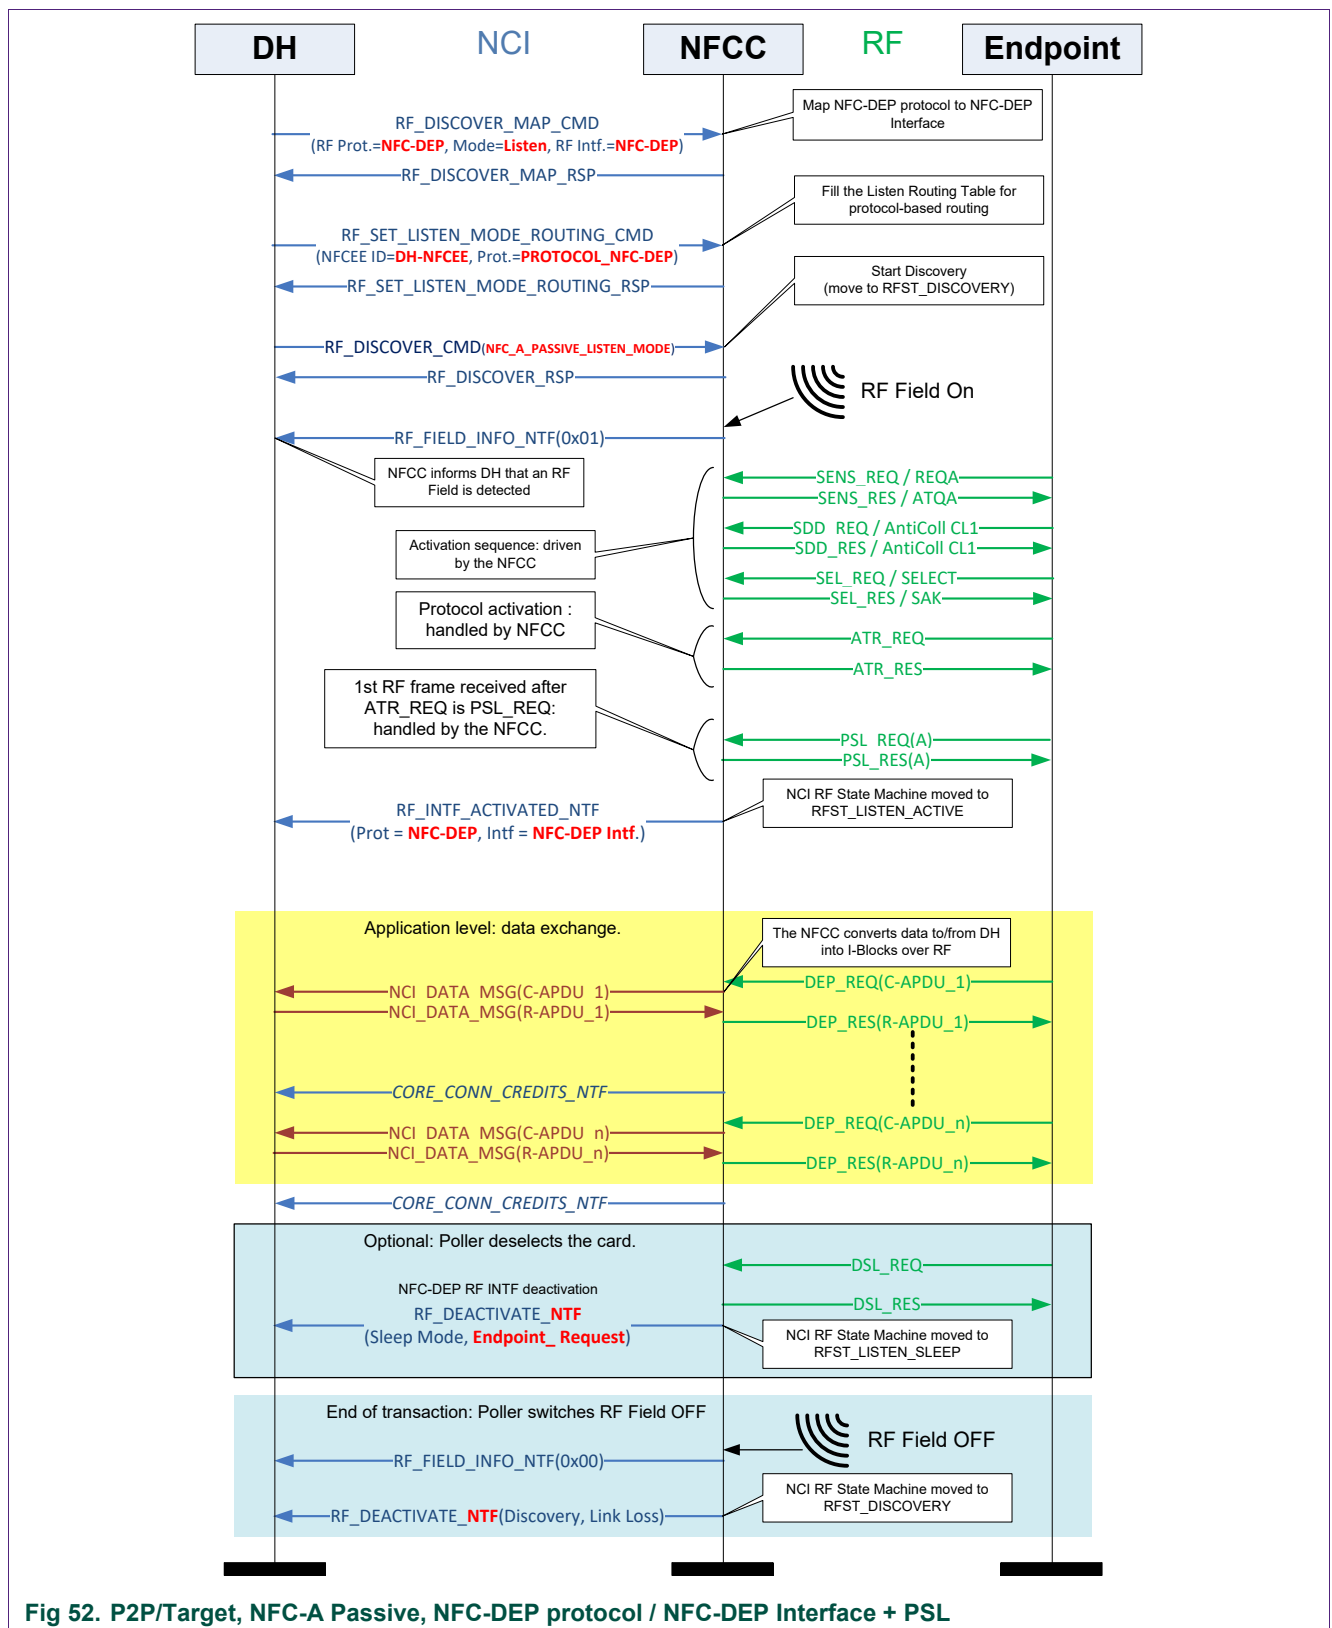 DH
NCI
NFCC
RF
Endpoint
Map NFC-DEP protocol to NFC-DEP
Interface
RF_DISCOVER_MAP_CMD
(RF Prot.=NFC-DEP, Mode=Listen, RF Intf.=NFC-DEP)
RF_DISCOVER_MAP_RSP
Fill the Listen Routing Table for
protocol-based routing
RF_SET_LISTEN_MODE_ROUTING_CMD
(NFCEE ID=DH-NFCEE, Prot.=PROTOCOL_NFC-DEP)
RF_SET_LISTEN_MODE_ROUTING_RSP
Start Discovery
(move to RFST_DISCOVERY)
RF_DISCOVER_CMD(NFC_A_PASSIVE_LISTEN_MODE)
RF_DISCOVER_RSP
RF Field On
RF_FIELD_INFO_NTF(0x01)
NFCC informs DH that an RF
Field is detected
SENS_REQ / REQA
SENS_RES / ATQA
SDD_REQ / AntiColl CL1
SDD_RES / AntiColl CL1
Activation sequence: driven
by the NFCC
SEL_REQ / SELECT
SEL_RES / SAK
Protocol activation :
handled by NFCC
ATR_REQ
ATR_RES
1st RF frame received after
ATR_REQ is PSL_REQ:
handled by the NFCC.
PSL_REQ(A)
PSL_RES(A)
NCI RF State Machine moved to
RFST_LISTEN_ACTIVE
RF_INTF_ACTIVATED_NTF
(Prot = NFC-DEP, Intf = NFC-DEP Intf.)
Application level: data exchange.
The NFCC converts data to/from DH
into I-Blocks over RF
DEP_REQ(C-APDU_1)
NCI_DATA_MSG(C-APDU_1)
NCI_DATA_MSG(R-APDU_1)
DEP_RES(R-APDU_1)
CORE_CONN_CREDITS_NTF
DEP_REQ(C-APDU_n)
NCI_DATA_MSG(C-APDU_n)
NCI_DATA_MSG(R-APDU_n)
DEP_RES(R-APDU_n)
CORE_CONN_CREDITS_NTF
Optional: Poller deselects the card.
DSL_REQ
NFC-DEP RF INTF deactivation
DSL_RES
RF_DEACTIVATE_NTF
(Sleep Mode, Endpoint_ Request)
NCI RF State Machine moved to
RFST_LISTEN_SLEEP
End of transaction: Poller switches RF Field OFF
RF Field OFF
RF_FIELD_INFO_NTF(0x00)
NCI RF State Machine moved to
RFST_DISCOVERY
RF_DEACTIVATE_NTF(Discovery, Link Loss)
Fig 52. P2P/Target, NFC-A Passive, NFC-DEP protocol / NFC-DEP Interface + PSL